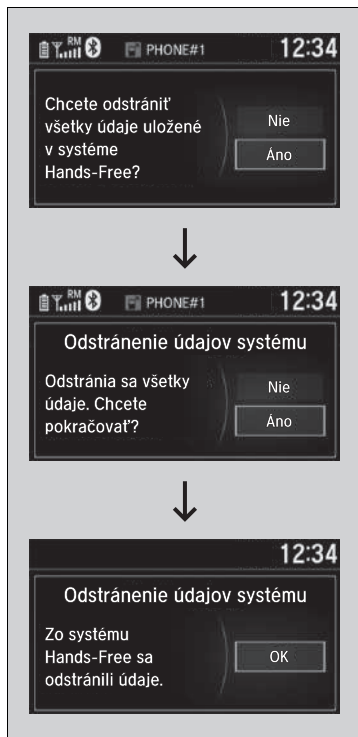 RM PHONE#1 12:34
Chcete odstrániť
všetky údaje uložené
v systéme
Hands-Free?
Nie
Áno
RM PHONE#1 12:34
Odstránenie údajov systému
Odstránia sa všetky
údaje. Chcete
pokračovať?
Nie
Áno
12:34
Odstránenie údajov systému
Zo systému
Hands-Free sa
odstránili údaje.
OK